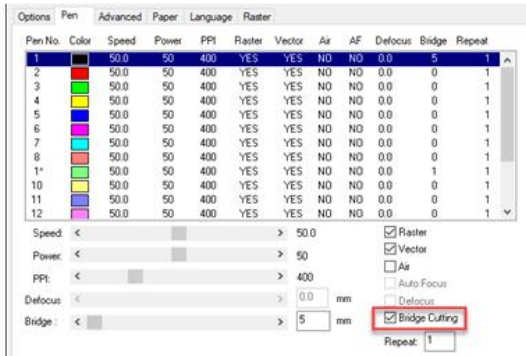 Options Pen Advanced Paper Language Raster
Pen No. Color Speed Power PPI Raster Vector Air AF Defocus Bridge Repeat
1 50.0 50 400 YES YES NO NO 0.0 5 1
2 50.0 50 400 YES YES NO NO 0.0 0 1
3 50.0 50 400 YES YES NO NO 0.0 0 1
4 50.0 50 400 YES YES NO NO 0.0 0 1
5 50.0 50 400 YES YES NO NO 0.0 0 1
6 50.0 50 400 YES YES NO NO 0.0 0 1
7 50.0 50 400 YES YES NO NO 0.0 0 1
8 50.0 50 400 YES YES NO NO 0.0 0 1
1* 50.0 50 400 YES YES NO NO 0.0 1 1
10 50.0 50 400 YES YES NO NO 0.0 0 1
11 50.0 50 400 YES YES NO NO 0.0 0 1
12 50.0 50 400 YES YES NO NO 0.0 0 1
Speed: 50.0 Raster
Power: 50 Vector
Air
PPI: 400 Auto Focus
Defocus 0.0 mm Defocus
Bridge : 5 mm Bridge Cutting
Repeat: 1